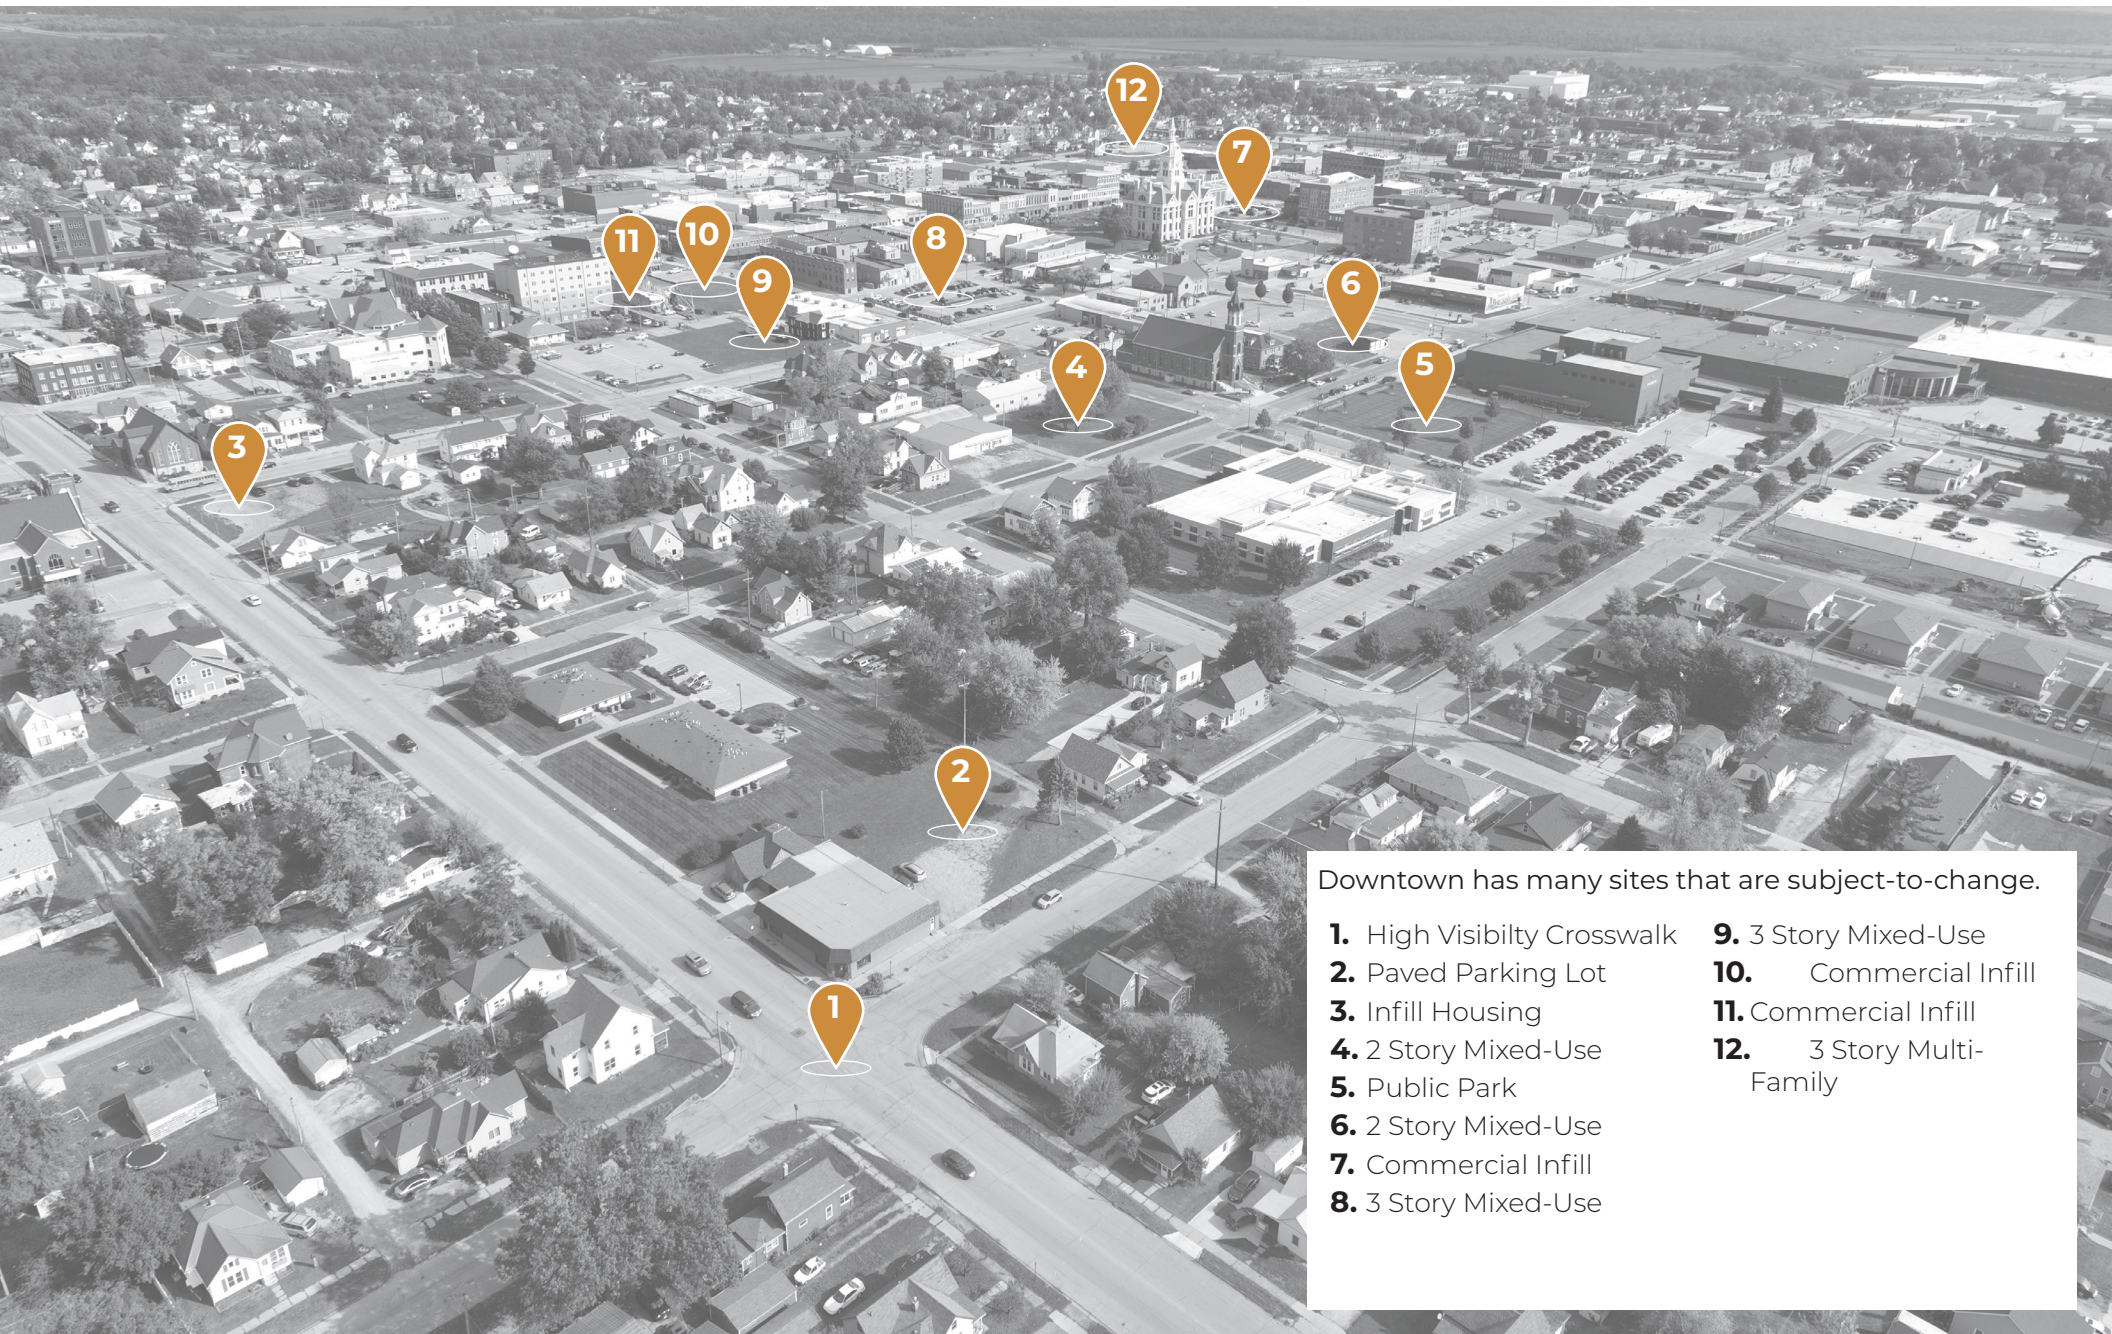 12
7
11
10
8
9
6
4
5
3
2
1
Downtown has many sites that are subject-to-change.
1. High Visibilty Crosswalk
2. Paved Parking Lot
3. Infill Housing
4. 2 Story Mixed-Use
5. Public Park
6. 2 Story Mixed-Use
7. Commercial Infill
8. 3 Story Mixed-Use
9. 3 Story Mixed-Use
10. Commercial Infill
11. Commercial Infill
12. 3 Story Multi-
Family